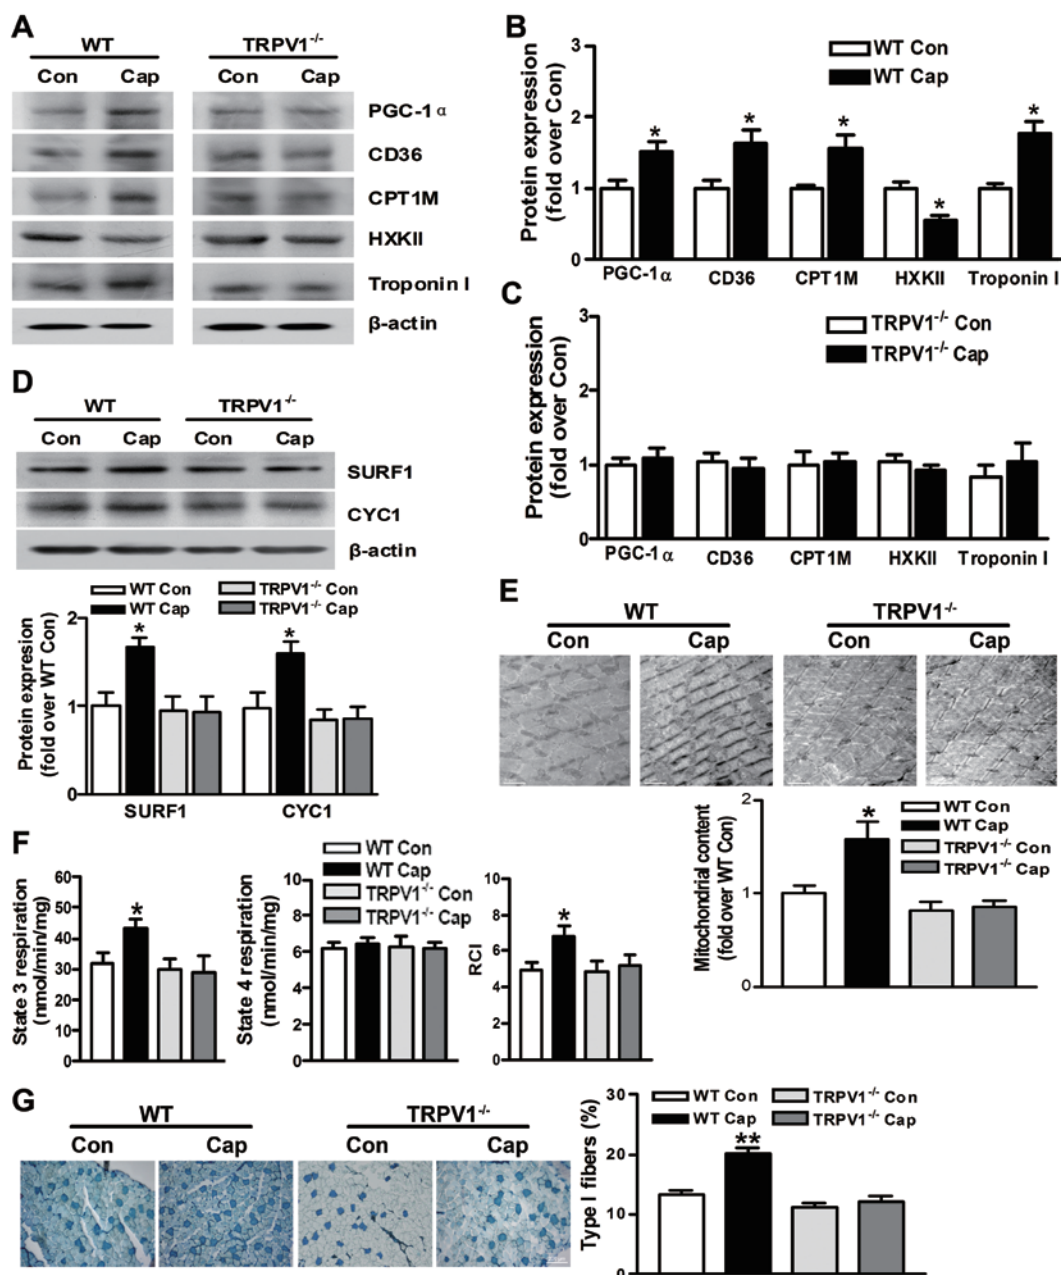 A
WT TRPV1-/-
Con Cap Con Cap
PGC-1α
CD36
CPT1M
HXKII
Troponin I
β-actin
B
Protein expression
(fold over Con)
3
2
1
0
WT Con
WT Cap
* * * * *
PGC-1α CD36 CPT1M HXKII Troponin I
C
Protein expression
(fold over Con)
3
2
1
0
TRPV1-/- Con
TRPV1-/- Cap
PGC-1α CD36 CPT1M HXKII Troponin I
D
WT TRPV1-/-
Con Cap Con Cap
SURF1
CYC1
β-actin
WT Con TRPV1-/- Con
WT Cap TRPV1-/- Cap
Protein expression
(fold over WT Con)
2
1
0
* *
SURF1 CYC1
E
WT TRPV1-/-
Con Cap Con Cap
Mitochondrial content
(fold over WT Con)
2
1
0
*
WT Con
WT Cap
TRPV1-/- Con
TRPV1-/- Cap
F
WT Con
WT Cap
TRPV1-/- Con
TRPV1-/- Cap
State 3 respiration
(nmol/min/mg)
60
50
40
30
20
10
0
*
State 4 respiration
(nmol/min/mg)
10
8
6
4
2
0
RCI
10
8
6
4
2
0
*
G
WT TRPV1-/-
Con Cap Con Cap
Type I fibers (%)
30
20
10
0
**
WT Con TRPV1-/- Con
WT Cap TRPV1-/- Cap